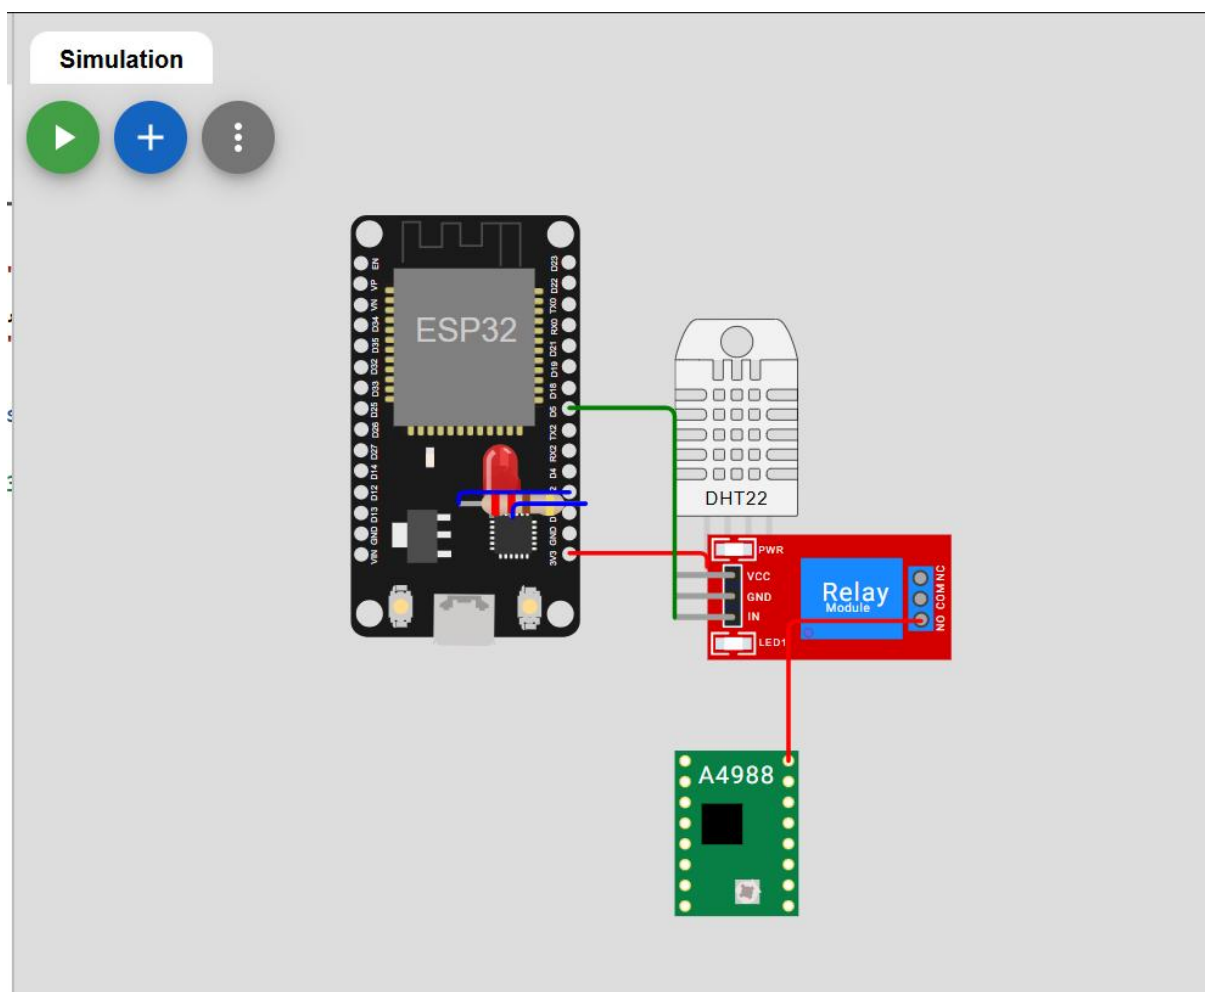 Simulation
ESP32
EN
VP
VN
D34
D35
D32
D33
D25
D26
D27
D14
D12
D13
GND
VIN
D23
D22
TX0
RX0
D21
D19
D18
D5
TX2
RX2
D4
GND
3V3
DHT22
PWR
VCC
GND
IN
LED1
Relay
Module
NO COM NC
A4988